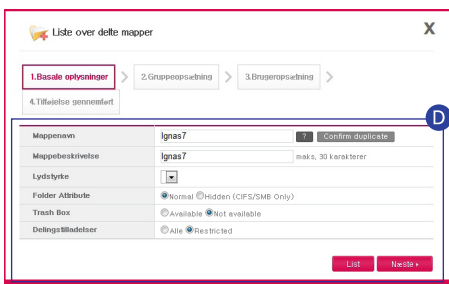 Liste over delte mapper
X
1.Basale oplysninger
2.Gruppeopsætning
3.Brugeropsætning
4.Tilføjelse gennemført
D
Mappenavn Ignas7 ? Confirm duplicate
Mappebeskrivelse Ignas7 maks, 30 karakterer
Lydstyrke
Folder Attribute Normal Hidden (CIFS/SMB Only)
Trash Box Available Not available
Delingstilladelser Alle Restricted
List Næste